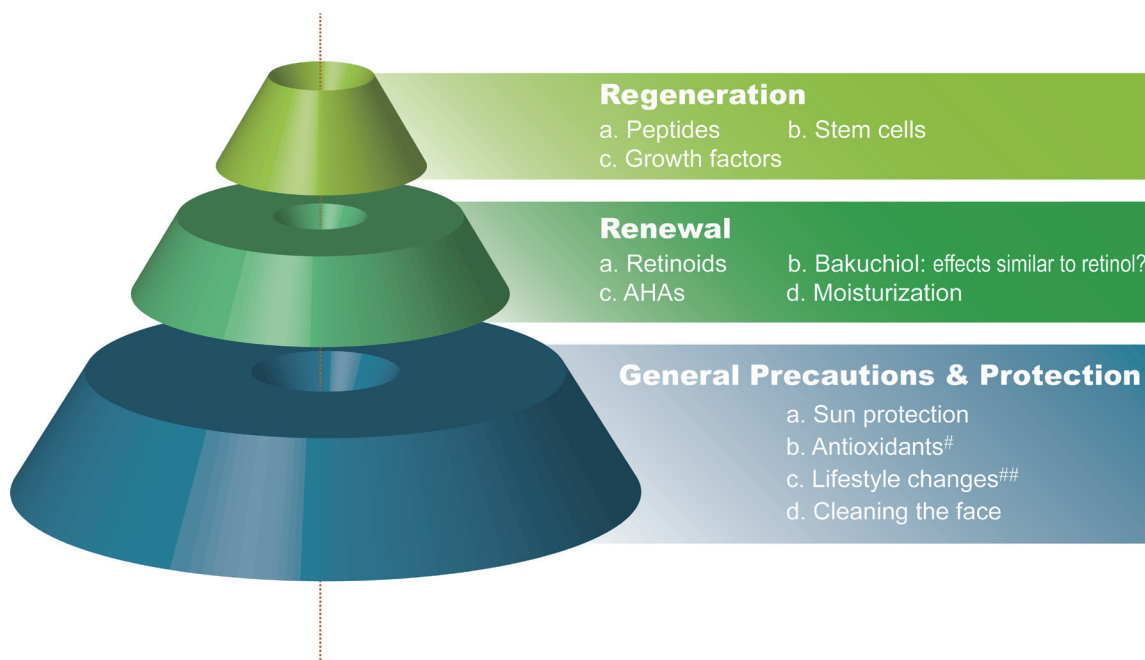 Regeneration
a. Peptides b. Stem cells
c. Growth factors
Renewal
a. Retinoids b. Bakuchiol: effects similar to retinol?
c. AHAs d. Moisturization
General Precautions & Protection
a. Sun protection
b. Antioxidants#
c. Lifestyle changes##
d. Cleaning the face